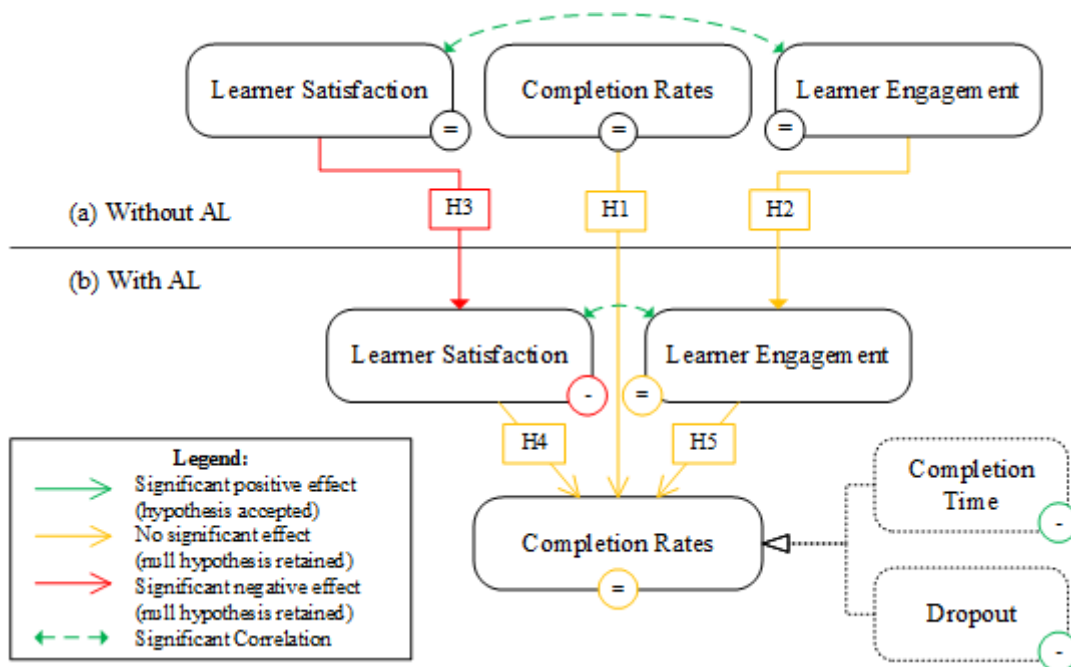 Learner Satisfaction
Completion Rates
Learner Engagement
=
=
=
H3
H1
H2
(a) Without AL
(b) With AL
Learner Satisfaction
Learner Engagement
-
=
H4
H5
Legend:
Significant positive effect
(hypothesis accepted)
No significant effect
(null hypothesis is retained)
Significant negative effect
(null hypothesis is retained)
Significant Correlation
Completion Rates
=
Completion
Time
-
Dropout
-